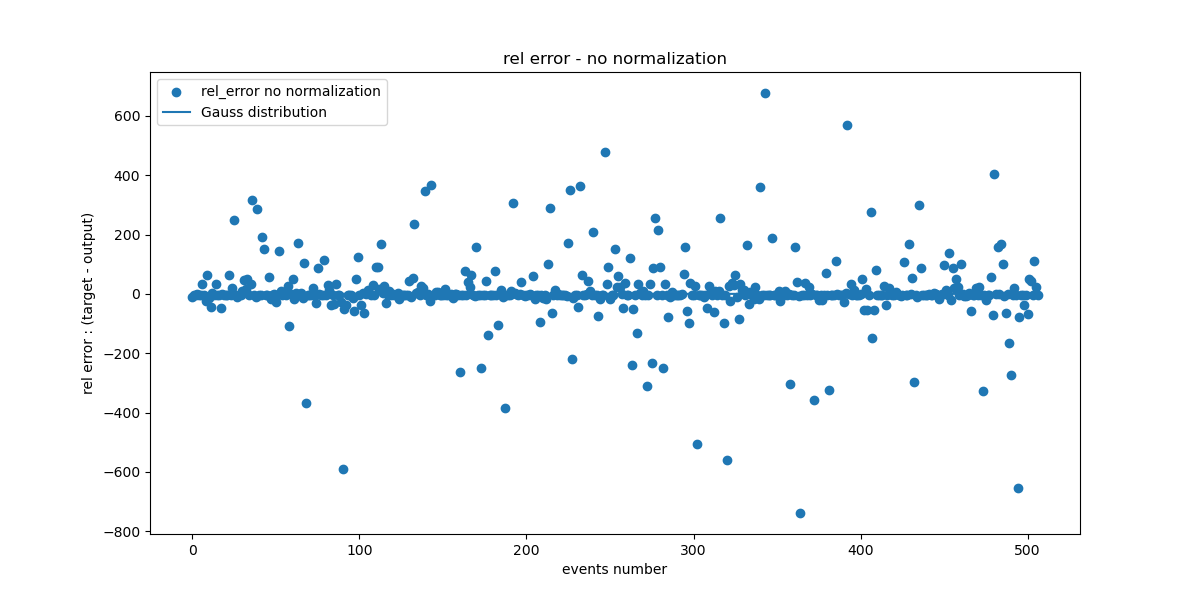 rel error - no normalization
rel_error no normalization
Gauss distribution
rel error : (target - output)
600
400
200
0
−200
−400
−600
−800
0
100
200
300
400
500
events number